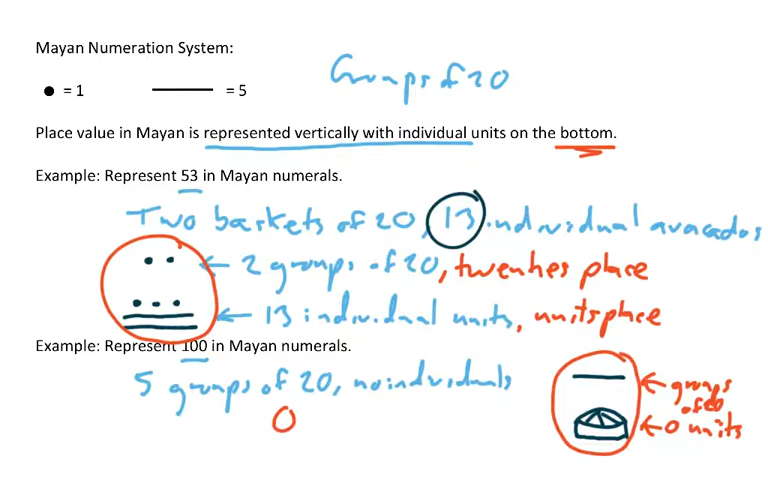 Mayan Numeration System:
Groups of 20
= 1 = 5
Place value in Mayan is represented vertically with individual units on the bottom.
Example: Represent 53 in Mayan numerals.
Two baskets of 20, 13 individual avacados
← 2 groups of 20, twenties place
← 13 individual units, units place
Example: Represent 100 in Mayan numerals.
5 groups of 20, no individuals
0
← groups
of
← 0 units